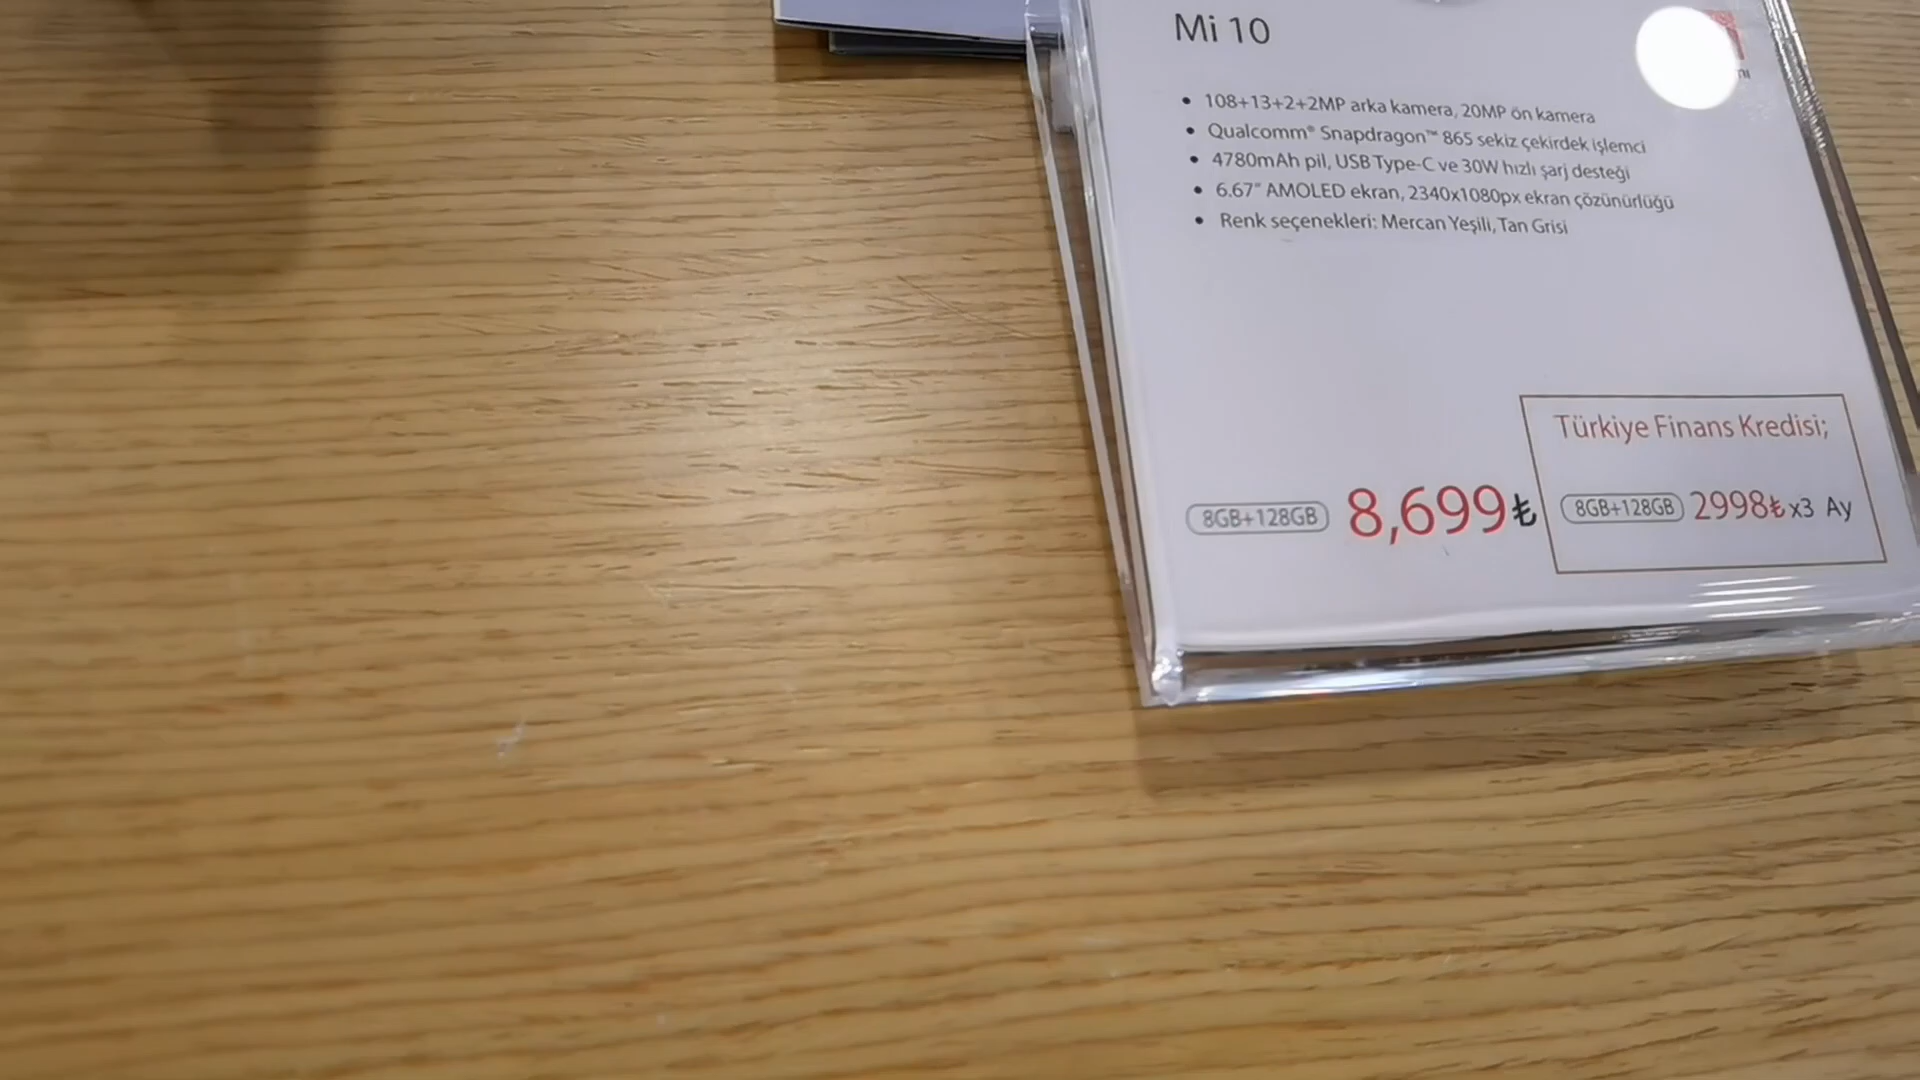 Mi 10
• 108+13+2+2MP arka kamera, 20MP ön kamera
• Qualcomm® Snapdragon™ 865 sekiz çekirdek işlemci
• 4780mAh pil, USB Type-C ve 30W hızlı şarj desteği
• 6.67" AMOLED ekran, 2340x1080px ekran çözünürlüğü
• Renk seçenekleri: Mercan Yeşili, Tan Grisi
Türkiye Finans Kredisi;
8GB+128GB 8,699₺
8GB+128GB 2998₺ x3 Ay